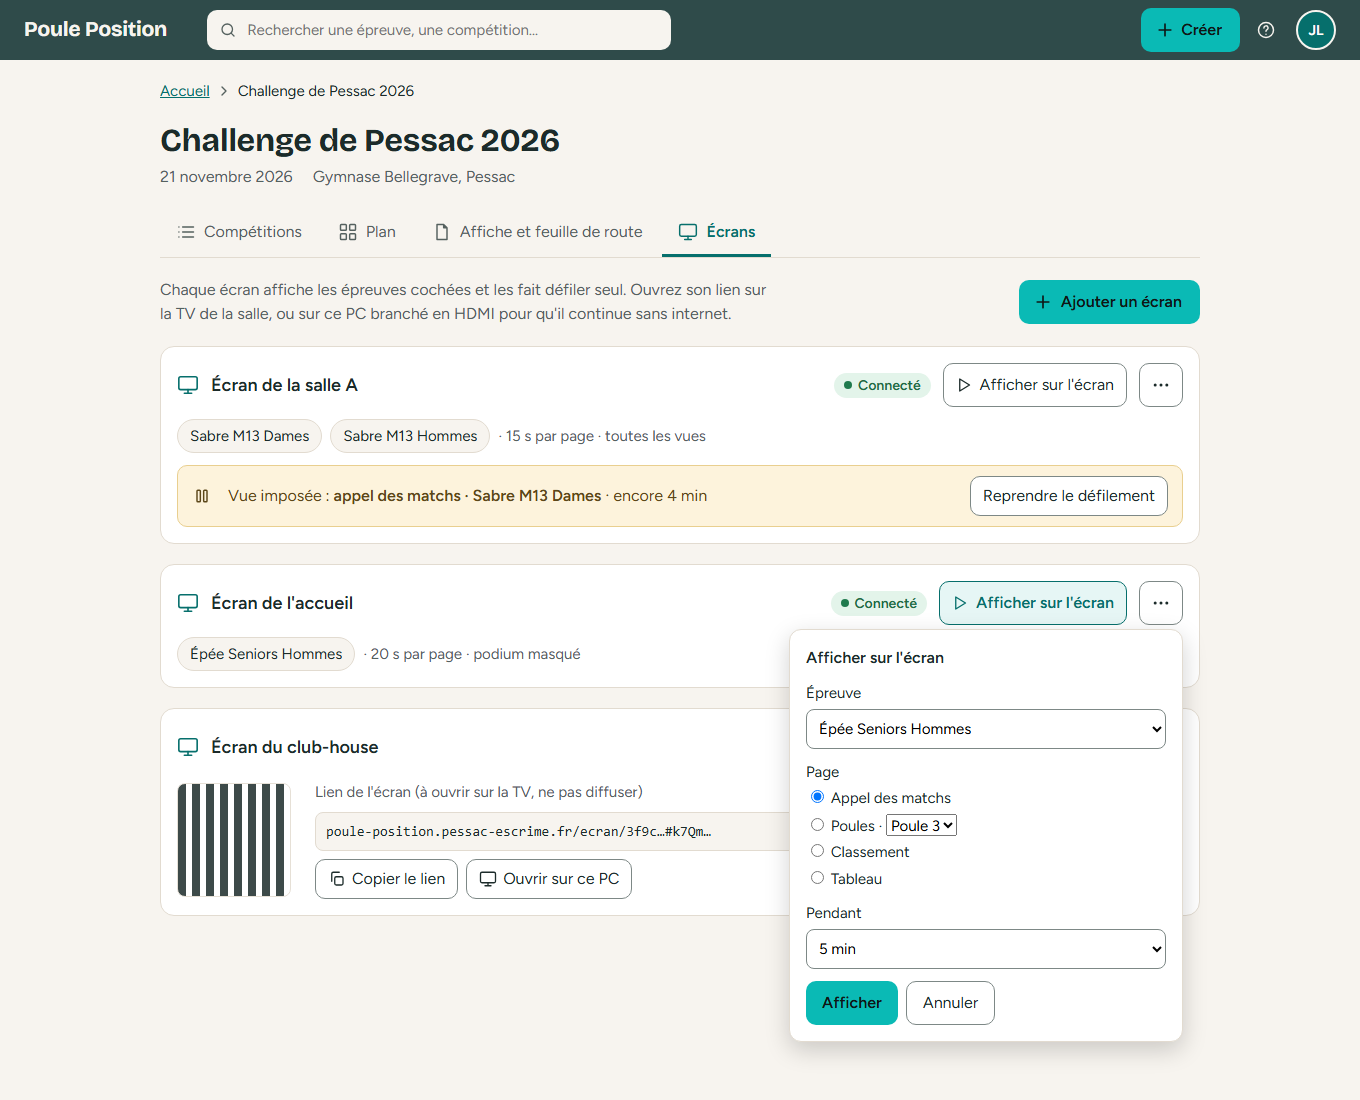 Poule Position
Rechercher une épreuve, une compétition...
Créer
JL
Accueil
Challenge de Pessac 2026
Challenge de Pessac 2026
21 novembre 2026 Gymnase Bellegrave, Pessac
Compétitions
Plan
Affiche et feuille de route
Écrans
Chaque écran affiche les épreuves cochées et les fait défiler seul. Ouvrez son lien sur
la TV de la salle, ou sur ce PC branché en HDMI pour qu'il continue sans internet.
Ajouter un écran
Écran de la salle A
Connecté
Afficher sur l'écran
Sabre M13 Dames
Sabre M13 Hommes
· 15 s par page · toutes les vues
Vue imposée : appel des matchs · Sabre M13 Dames · encore 4 min
Reprendre le défilement
Écran de l'accueil
Connecté
Afficher sur l'écran
Épée Seniors Hommes
· 20 s par page · podium masqué
Écran du club-house
Lien de l'écran (à ouvrir sur la TV, ne pas diffuser)
poule-position.pessac-escrime.fr/ecran/3f9c…#k7Qm…
Copier le lien
Ouvrir sur ce PC
Afficher sur l'écran
Épreuve
Épée Seniors Hommes
Page
Appel des matchs
Poules · Poule 3
Classement
Tableau
Pendant
5 min
Afficher
Annuler